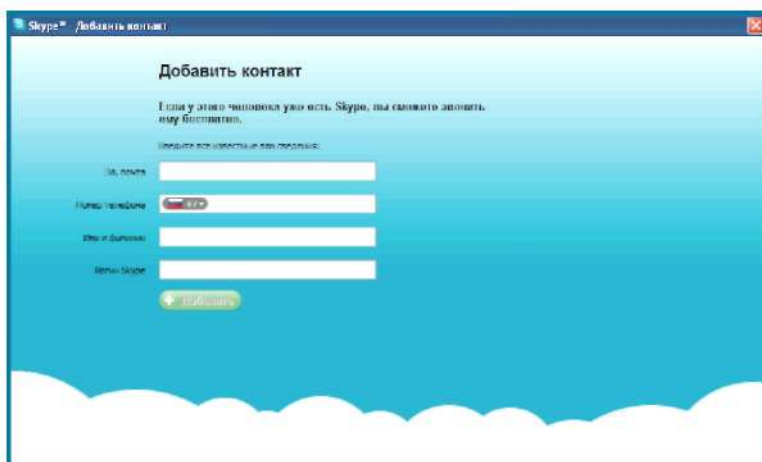 Skype™ Добавить контакт
Добавить контакт
Если у этого человека уже есть Skype, вы сможете звонить
ему бесплатно.
Введите все известные вам сведения:
Эл. почта
Номер телефона
+7
Имя и фамилия
Логин Skype
Добавить